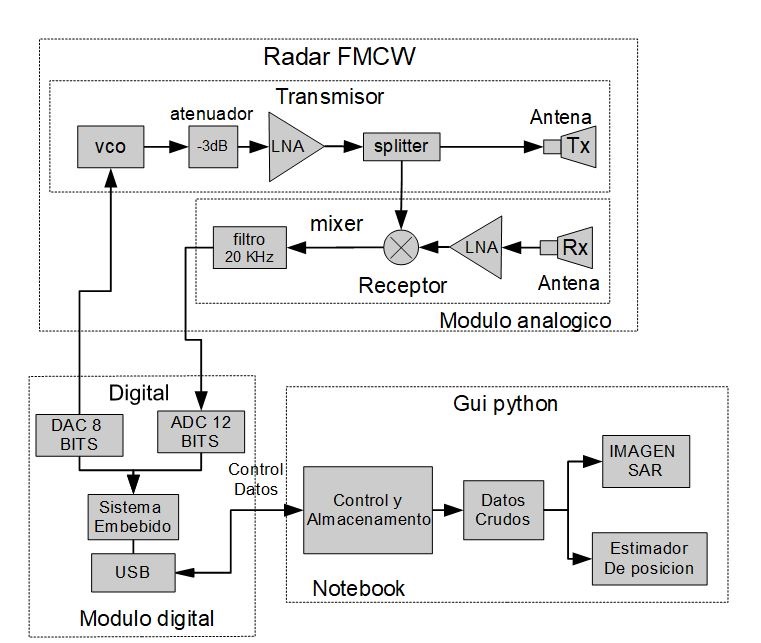 Radar FMCW
Transmisor
atenuador
vco
-3dB
LNA
splitter
Antena
Tx
filtro
20 KHz
mixer
Receptor
LNA
Rx
Antena
Modulo analogico
Digital
DAC 8
BITS
ADC 12
BITS
Sistema
Embebido
USB
Modulo digital
Control
Datos
Gui python
Control y
Almacenamiento
Datos
Crudos
IMAGEN
SAR
Estimador
De posicion
Notebook